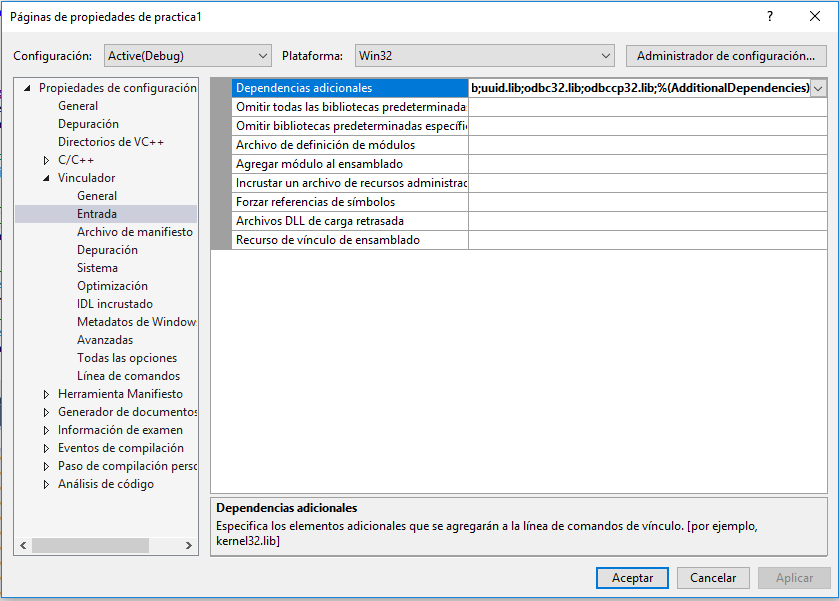 Páginas de propiedades de practica1
?
Configuración: Active(Debug) Plataforma: Win32 Administrador de configuración...
Propiedades de configuración
General
Depuración
Directorios de VC++
C/C++
Vinculador
General
Entrada
Archivo de manifiesto
Depuración
Sistema
Optimización
IDL incrustado
Metadatos de Window
Avanzadas
Todas las opciones
Línea de comandos
Herramienta Manifiesto
Generador de documentos
Información de examen
Eventos de compilación
Paso de compilación perso
Análisis de código
Dependencias adicionales b;uuid.lib;odbc32.lib;odbccp32.lib;%(AdditionalDependencies)
Omitir todas las bibliotecas predeterminada
Omitir bibliotecas predeterminadas específi
Archivo de definición de módulos
Agregar módulo al ensamblado
Incrustar un archivo de recursos administrad
Forzar referencias de símbolos
Archivos DLL de carga retrasada
Recurso de vínculo de ensamblado
Dependencias adicionales
Especifica los elementos adicionales que se agregarán a la línea de comandos de vínculo. [por ejemplo,
kernel32.lib]
Aceptar Cancelar Aplicar